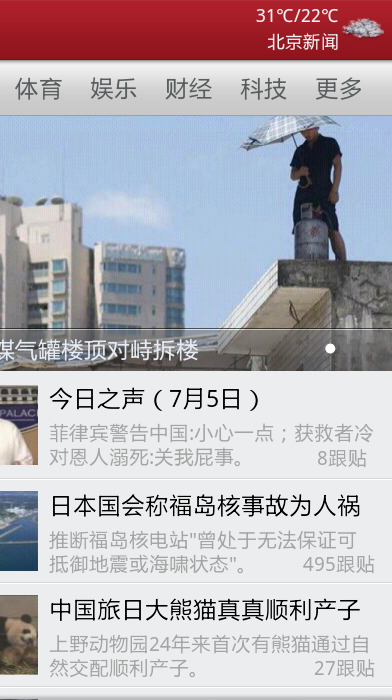 31℃/22℃
北京新闻
体育 娱乐 财经 科技 更多
煤气罐楼顶对峙拆楼
今日之声（7月5日）
菲律宾警告中国:小心一点；获救者冷
对恩人溺死:关我屁事。 8跟贴
日本国会称福岛核事故为人祸
推断福岛核电站"曾处于无法保证可
抵御地震或海啸状态"。 495跟贴
中国旅日大熊猫真真顺利产子
上野动物园24年来首次有熊猫通过自
然交配顺利产子。 27跟贴